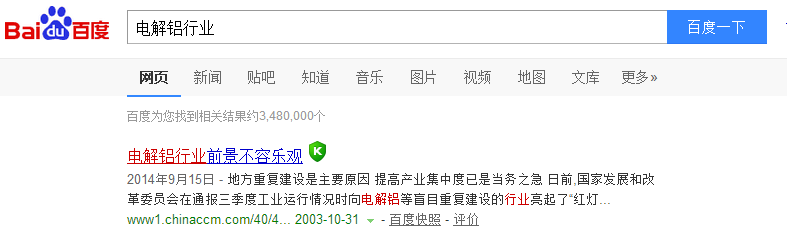 Bai du 百度 电解铝行业 百度一下
网页 新闻 贴吧 知道 音乐 图片 视频 地图 文库 更多»
百度为您找到相关结果约3,480,000个
电解铝行业前景不容乐观 K
2014年9月15日 - 地方重复建设是主要原因 提高产业集中度已是当务之急 日前,国家发展和改
革委员会在通报三季度工业运行情况时向电解铝等盲目重复建设的行业亮起了“红灯...
www1.chinaccm.com/40/4... 2003-10-31 - 百度快照 - 评价